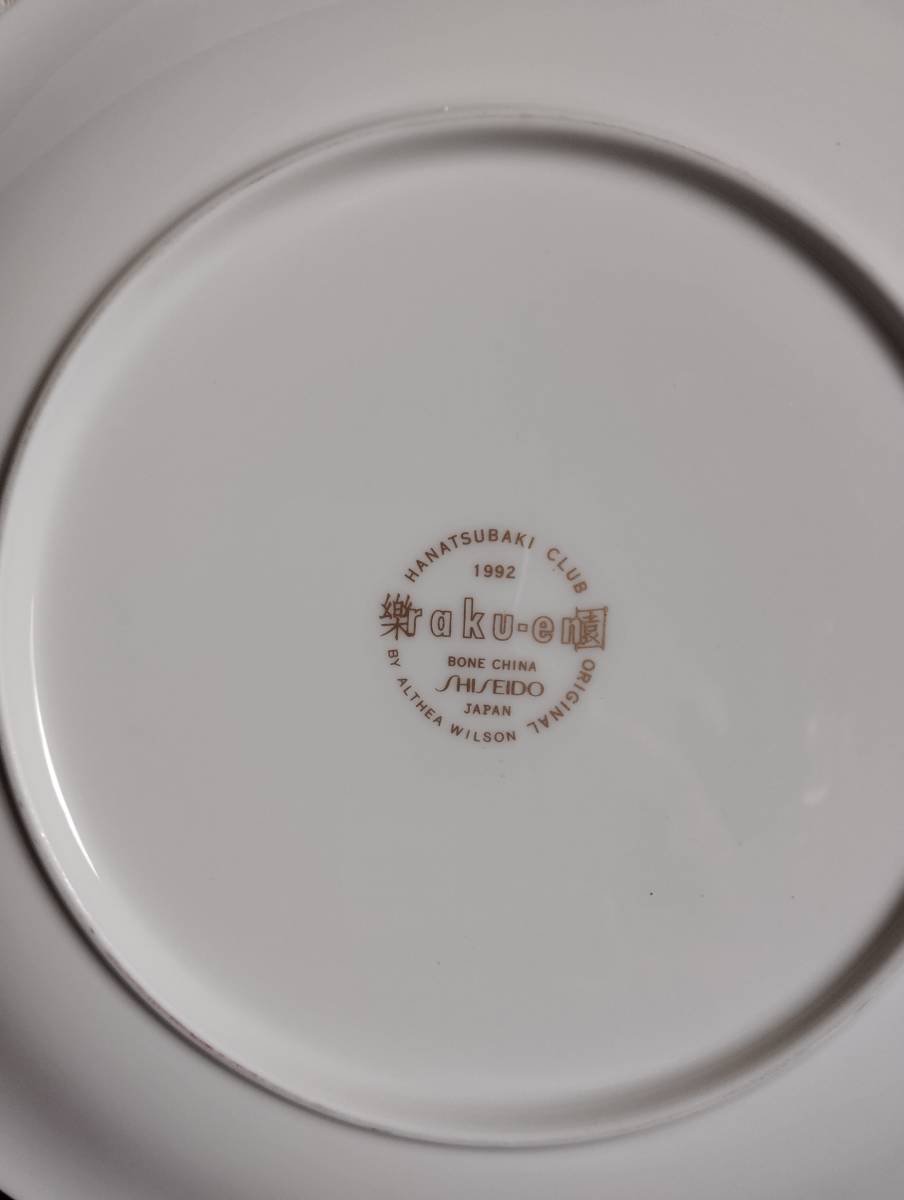 HANATSUBAKI CLUB
1992
樂raku-en園
BONE CHINA
SHISEIDO
JAPAN
BY ALTHEA WILSON
ORIGINAL